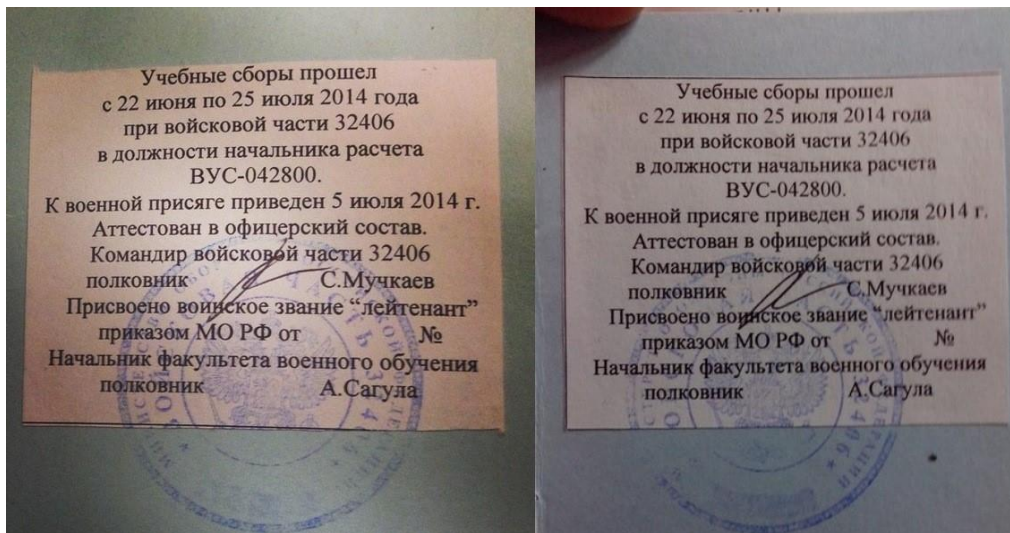 Учебные сборы прошел
с 22 июня по 25 июля 2014 года
при войсковой части 32406
в должности начальника расчета
ВУС-042800.
К военной присяге приведен 5 июля 2014 г.
Аттестован в офицерский состав.
Командир войсковой части 32406
полковник С.Мучкаев
Присвоено воинское звание “лейтенант”
приказом МО РФ от №
Начальник факультета военного обучения
полковник А.Сагула
Учебные сборы прошел
с 22 июня по 25 июля 2014 года
при войсковой части 32406
в должности начальника расчета
ВУС-042800.
К военной присяге приведен 5 июля 2014 г.
Аттестован в офицерский состав.
Командир войсковой части 32406
полковник С.Мучкаев
Присвоено воинское звание “лейтенант”
приказом МО РФ от №
Начальник факультета военного обучения
полковник А.Сагула